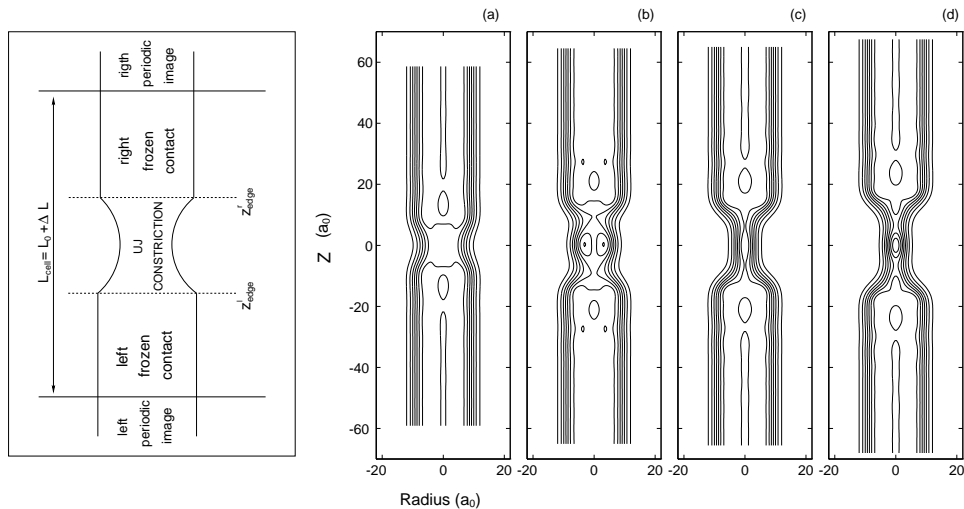 (a)
(b)
(c)
(d)
rigth
periodic
image
right
frozen
contact
UJ
CONSTRICTION
left
frozen
contact
left
periodic
image
L_cell = L_0 + Δ L
z^r_edge
z^l_edge
60
40
20
0
-20
-40
-60
Z (a_0)
-20 0 20
-20 0 20
-20 0 20
-20 0 20
Radius (a_0)